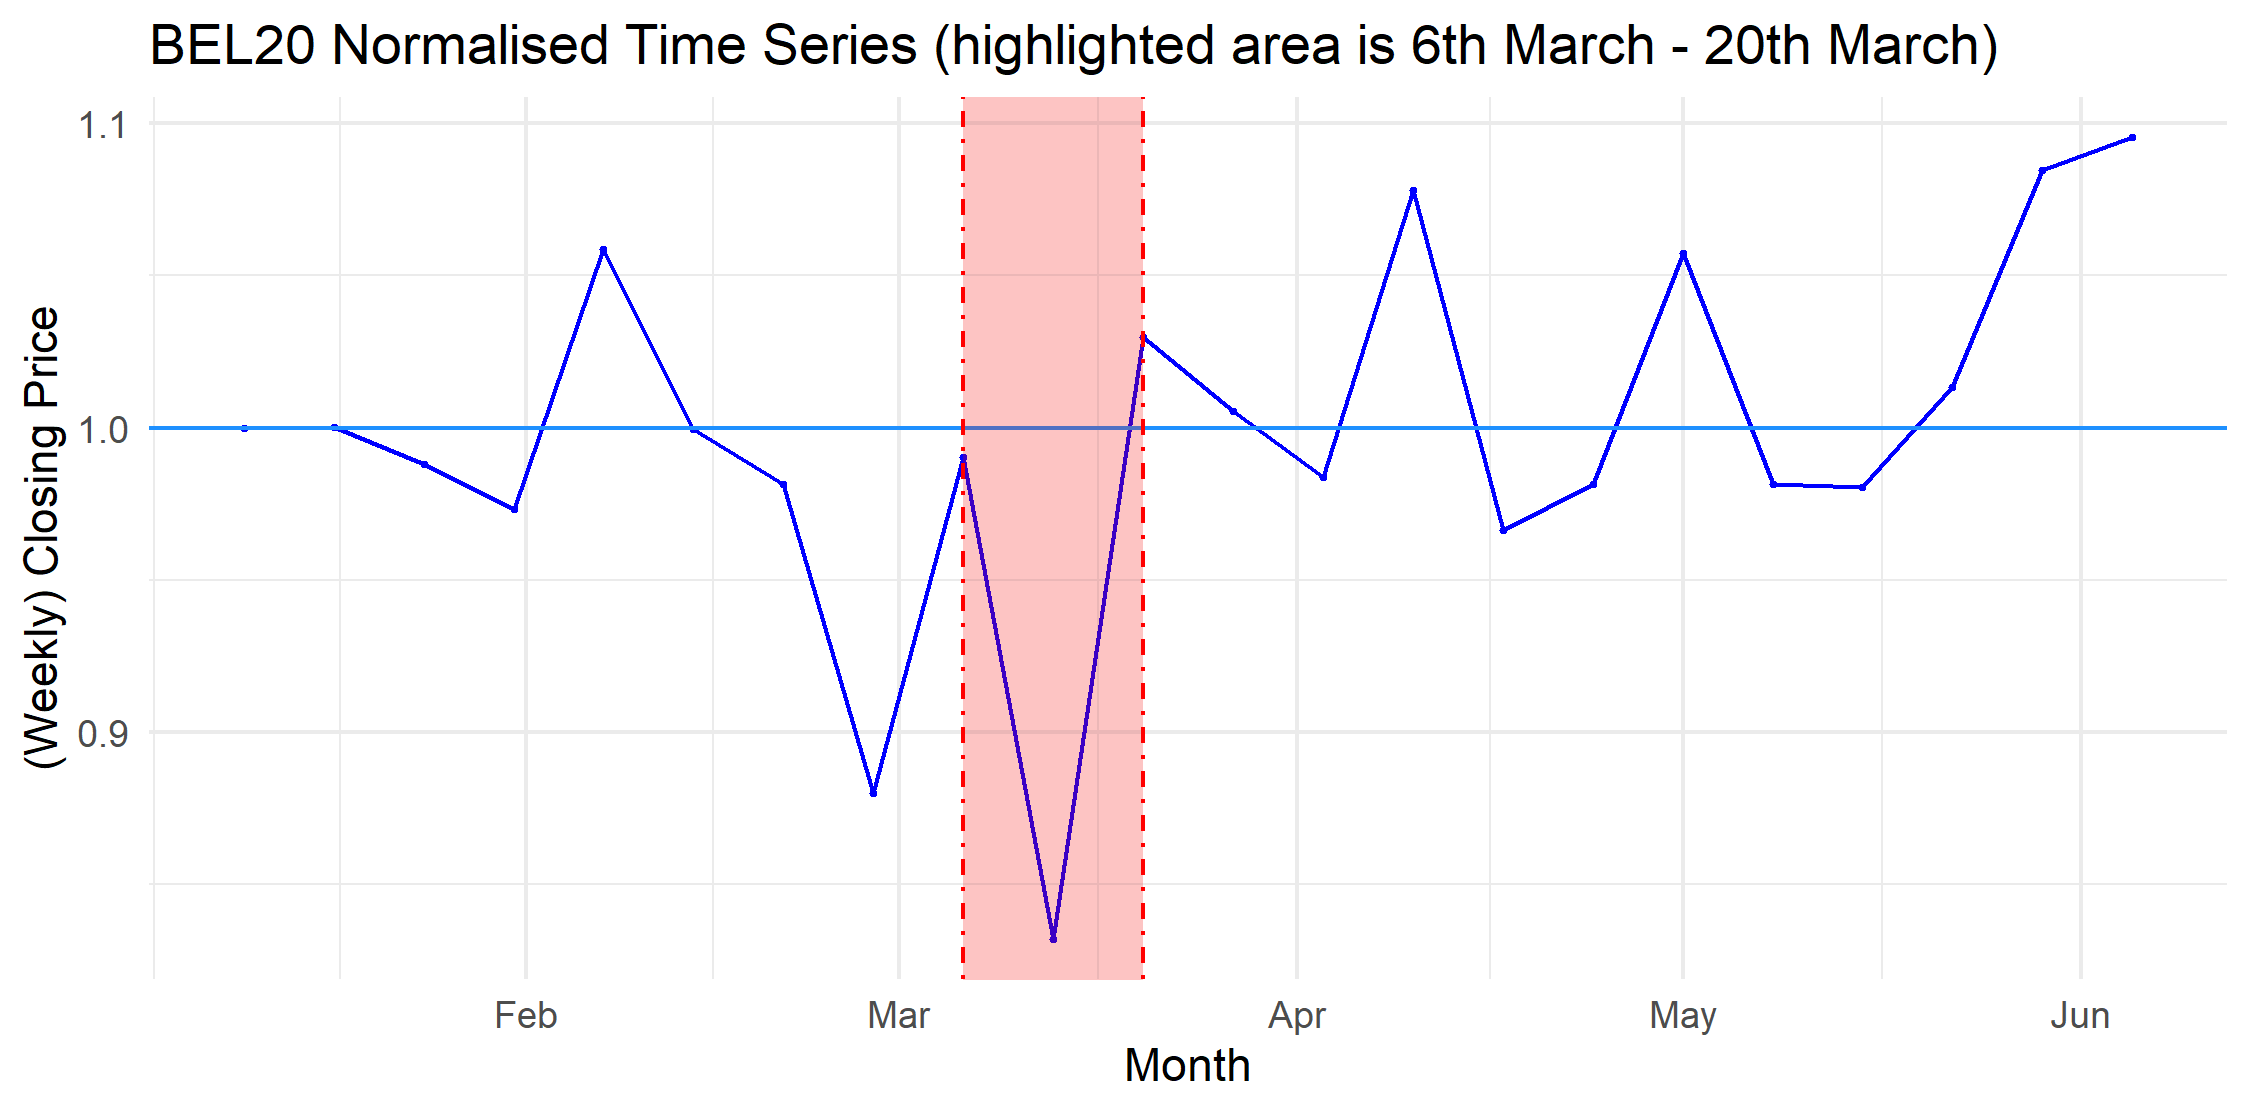 BEL20 Normalised Time Series (highlighted area is 6th March - 20th March)
(Weekly) Closing Price
1.1
1.0
0.9
Feb
Mar
Apr
May
Jun
Month